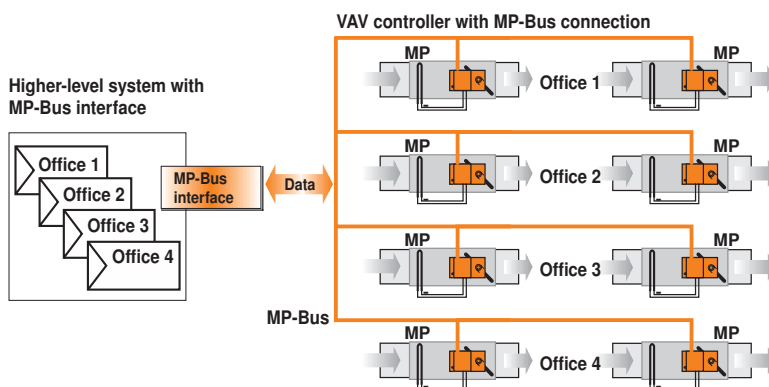 VAV controller with MP-Bus connection
MP
MP
Office 1
Higher-level system with
MP-Bus interface
Office 1
Office 2
Office 3
Office 4
MP-Bus
interface
Data
MP
MP
Office 2
MP
MP
Office 3
MP-Bus
MP
MP
Office 4